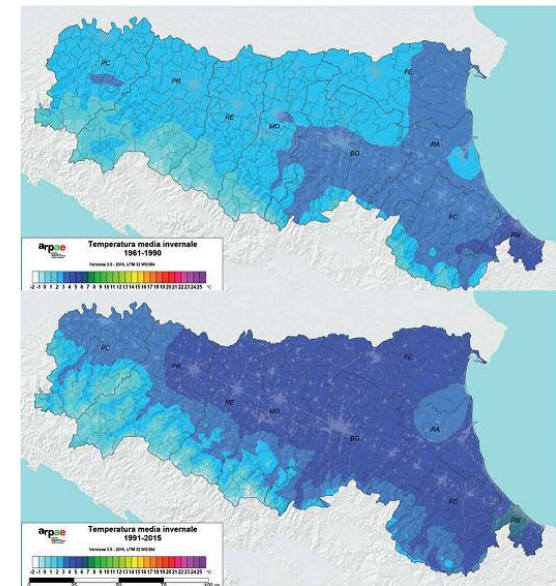 PC
PR
RE
MO
BO
FE
RA
FC
RN
arpae
Temperatura media invernale
1961-1990
-2 -1 0 1 2 3 4 5 6 7 8 9 10 11 12 13 14 15 16 17 18 19 20 21 22 23 24 25 °C
PC
PR
RE
MO
BO
FE
RA
FC
RN
arpae
Temperatura media invernale
1991-2015
-2 -1 0 1 2 3 4 5 6 7 8 9 10 11 12 13 14 15 16 17 18 19 20 21 22 23 24 25 °C